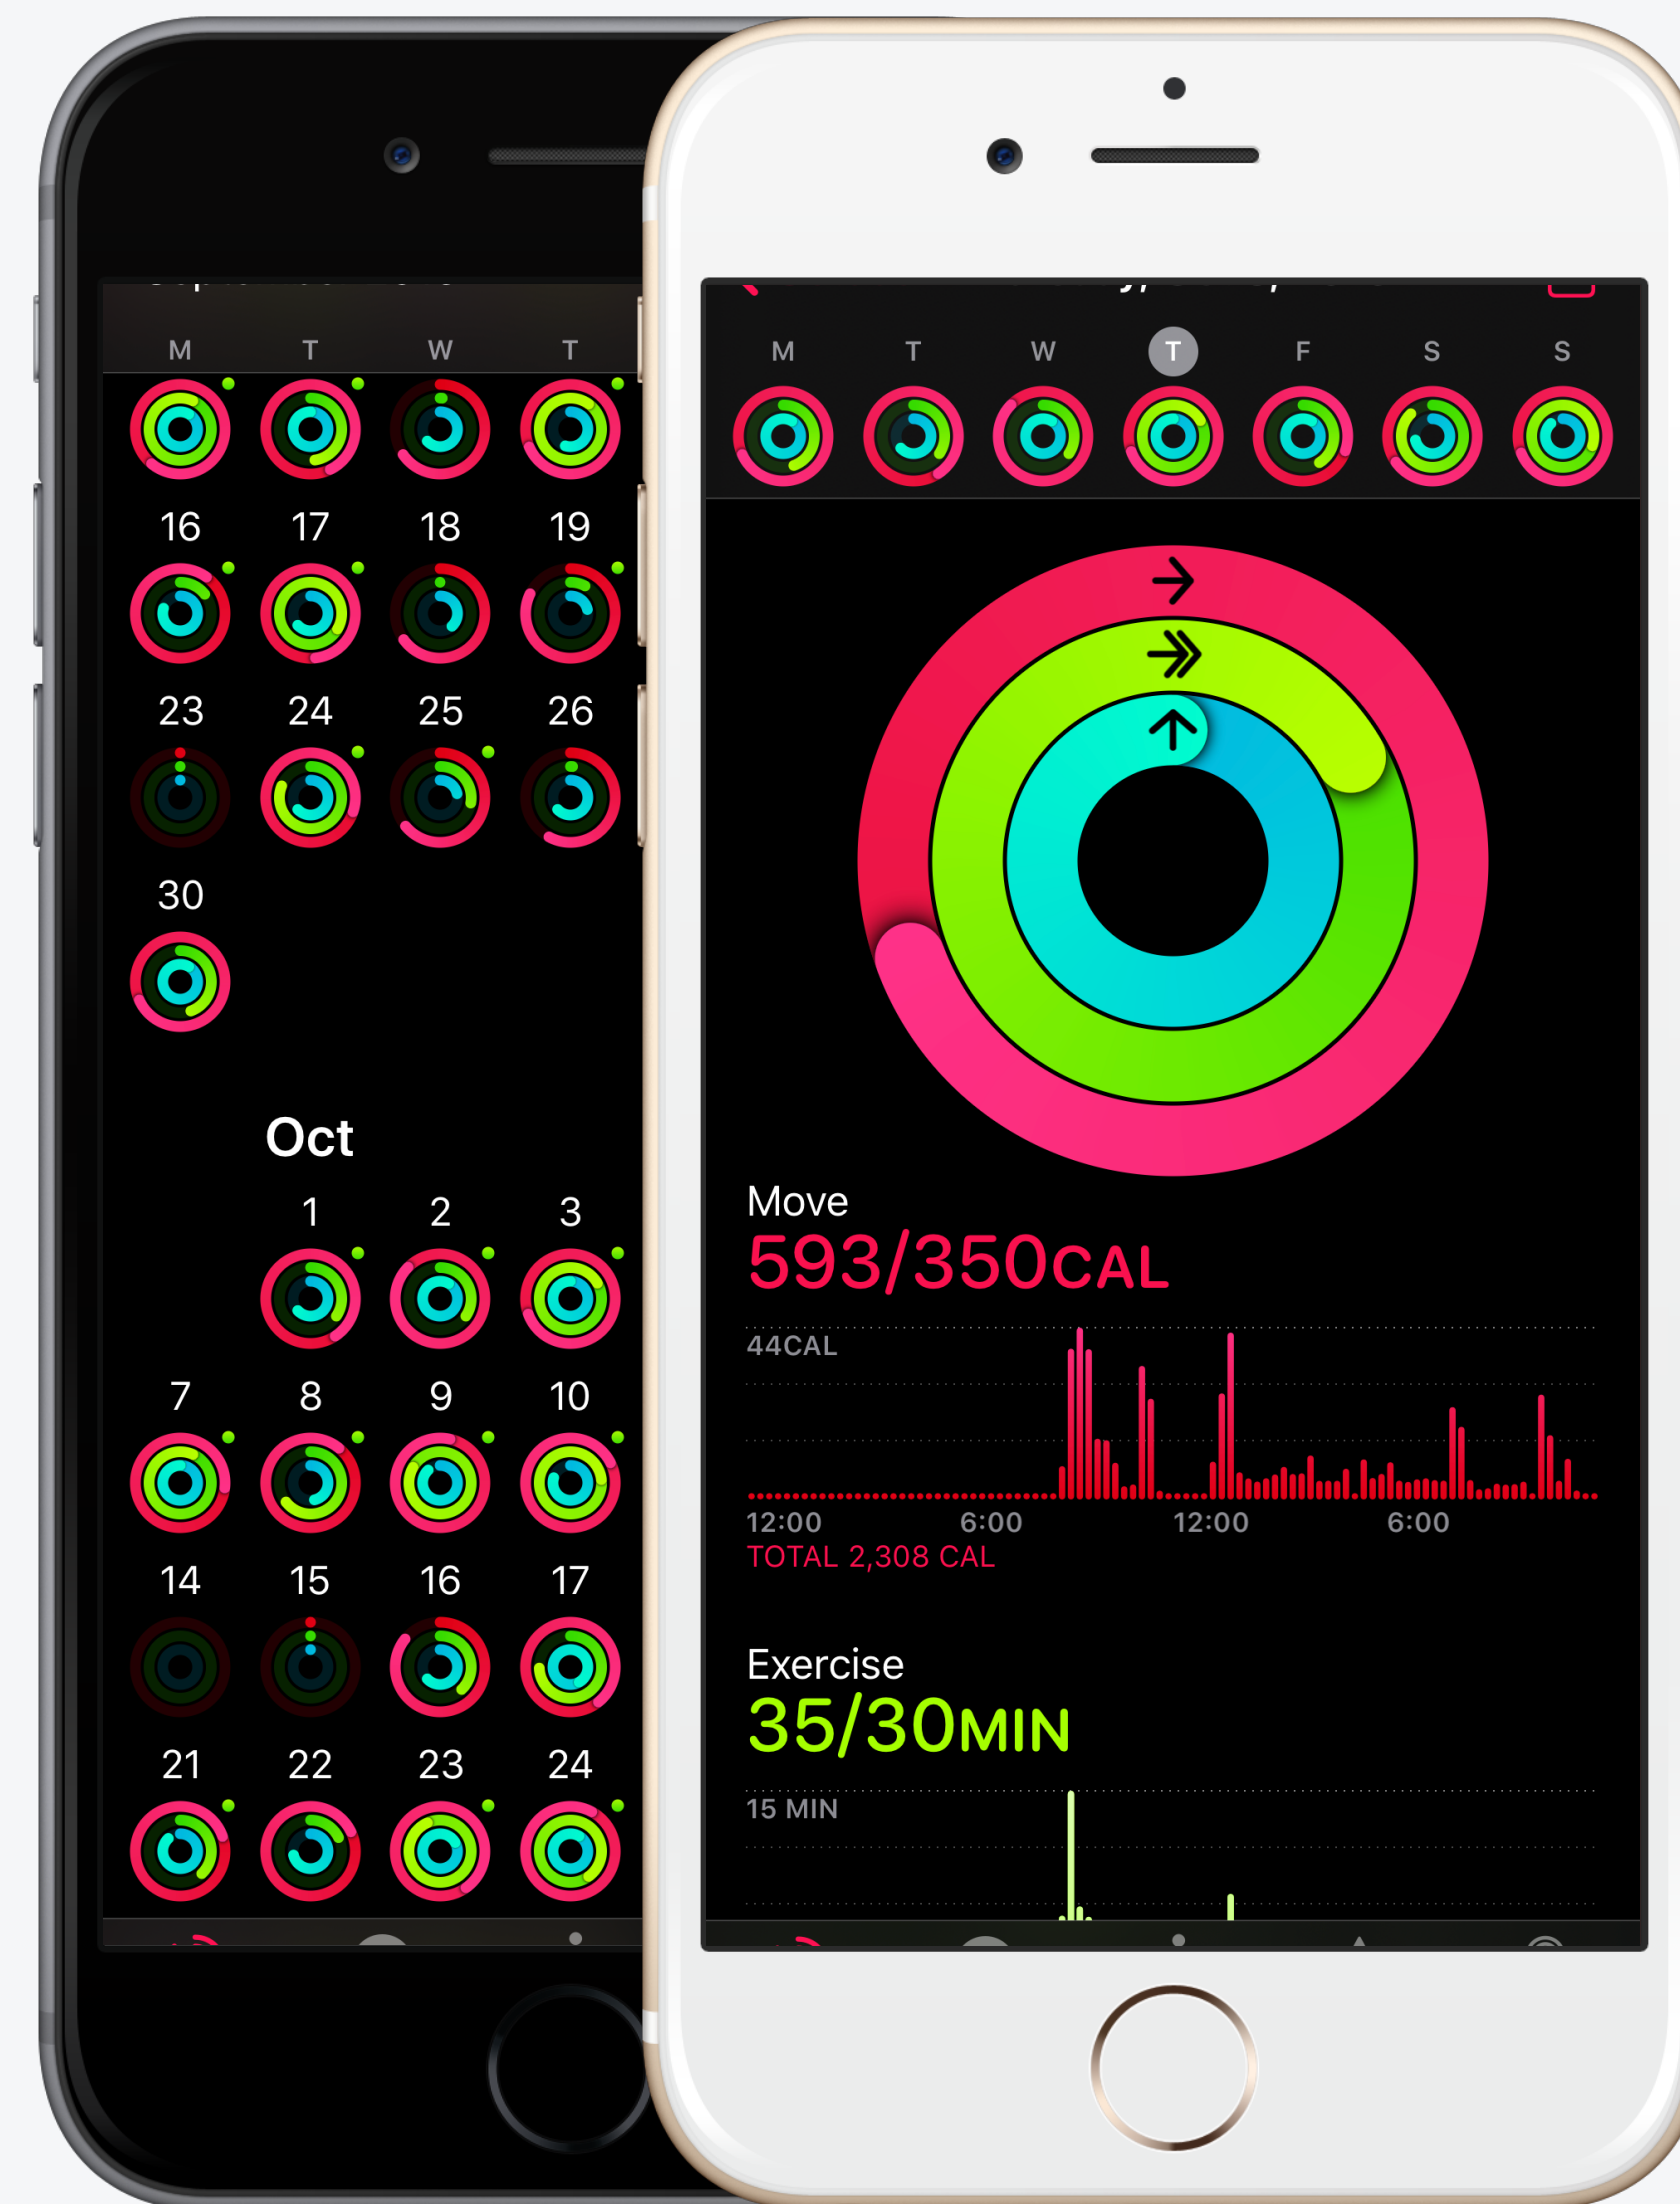 M T W T
16 17 18 19
23 24 25 26
30
Oct
1 2 3
7 8 9 10
14 15 16 17
21 22 23 24
M T W T F S S
Move
593/350CAL
44CAL
12:00 6:00 12:00 6:00
TOTAL 2,308 CAL
Exercise
35/30MIN
15 MIN